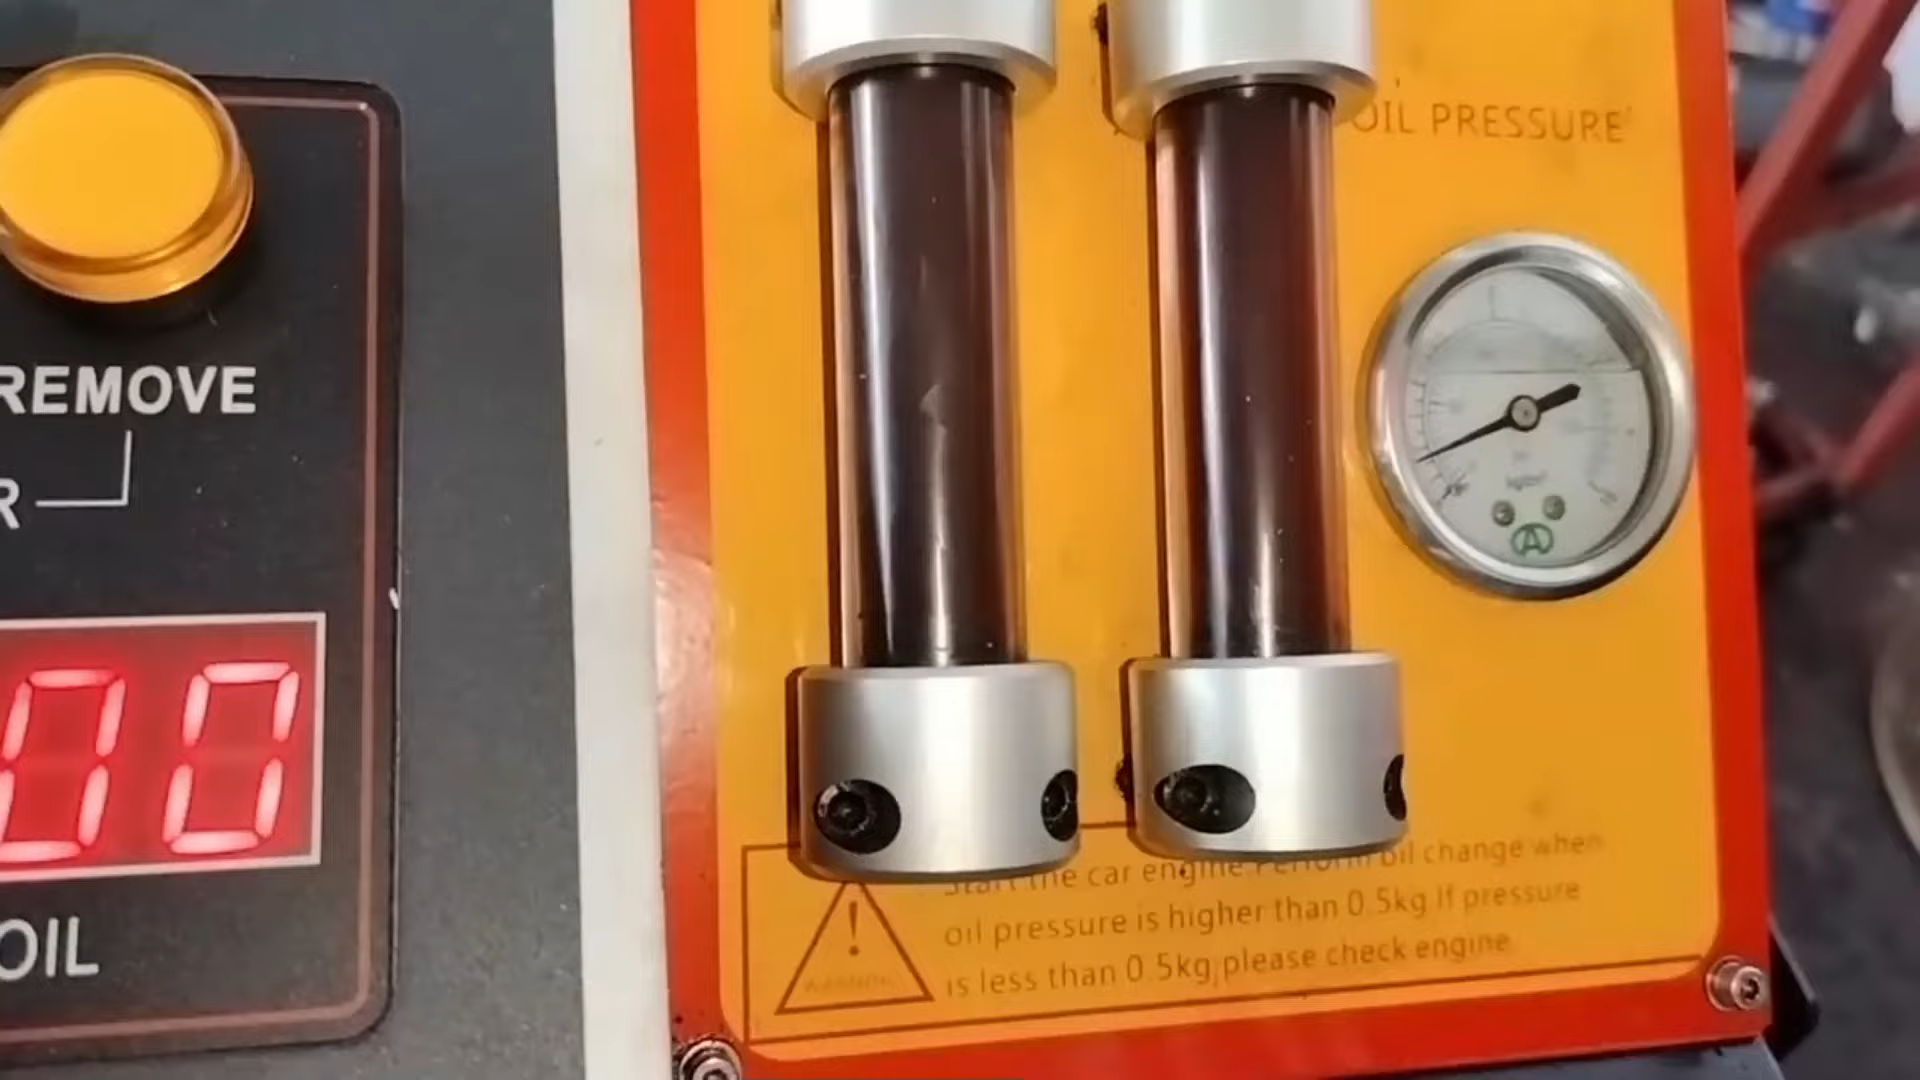 OIL PRESSURE
REMOVE
R
00
OIL
Start the car engine Perform oil change when
oil pressure is higher than 0.5kg If pressure
is less than 0.5kg,please check engine
WARNING
A